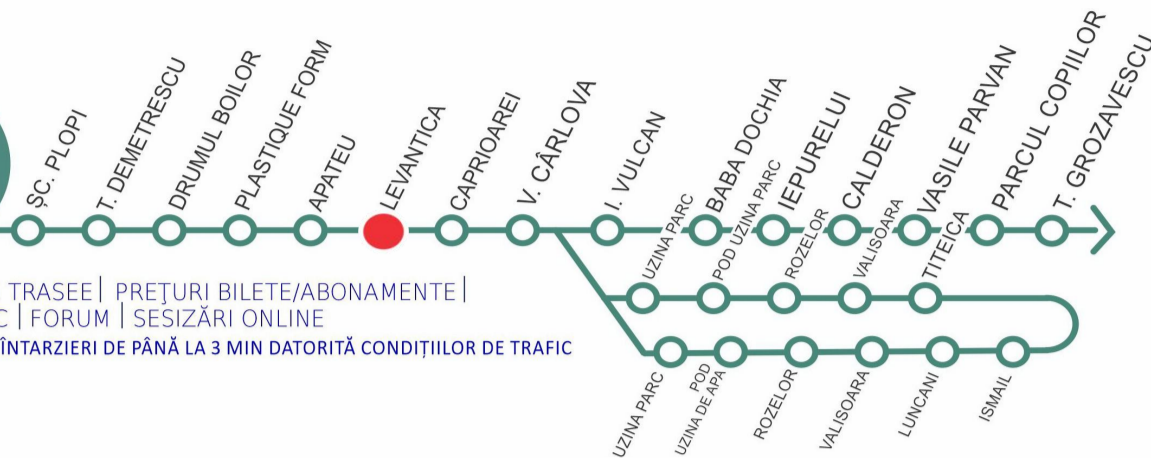 ȘC. PLOPI
T. DEMETRESCU
DRUMUL BOILOR
PLASTIQUE FORM
APATEU
LEVANTICA
CAPRIOAREI
V. CÂRLOVA
I. VULCAN
BABA DOCHIA
IEPURELUI
CALDERON
VASILE PARVAN
PARCUL COPIILOR
T. GROZAVESCU
UZINA PARC
POD UZINA PARC
ROZELOR
VALISOARA
TITEICA
TRASEE| PREŢURI BILETE/ABONAMENTE|
C | FORUM | SESIZĂRI ONLINE
ÎNTARZIERI DE PÂNĂ LA 3 MIN DATORITĂ CONDIȚIILOR DE TRAFIC
UZINA PARC
POD
UZINA DE APA
ROZELOR
VALISOARA
LUNCANI
ISMAIL